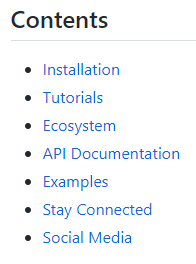 Contents
Installation
Tutorials
Ecosystem
API Documentation
Examples
Stay Connected
Social Media